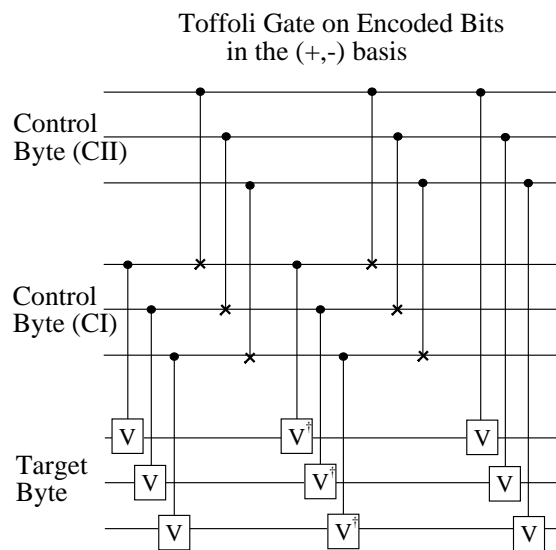 Toffoli Gate on Encoded Bits
in the (+,-) basis
Control
Byte (CII)
Control
Byte (CI)
V
V†
V
Target
Byte
V
V†
V
V
V†
V